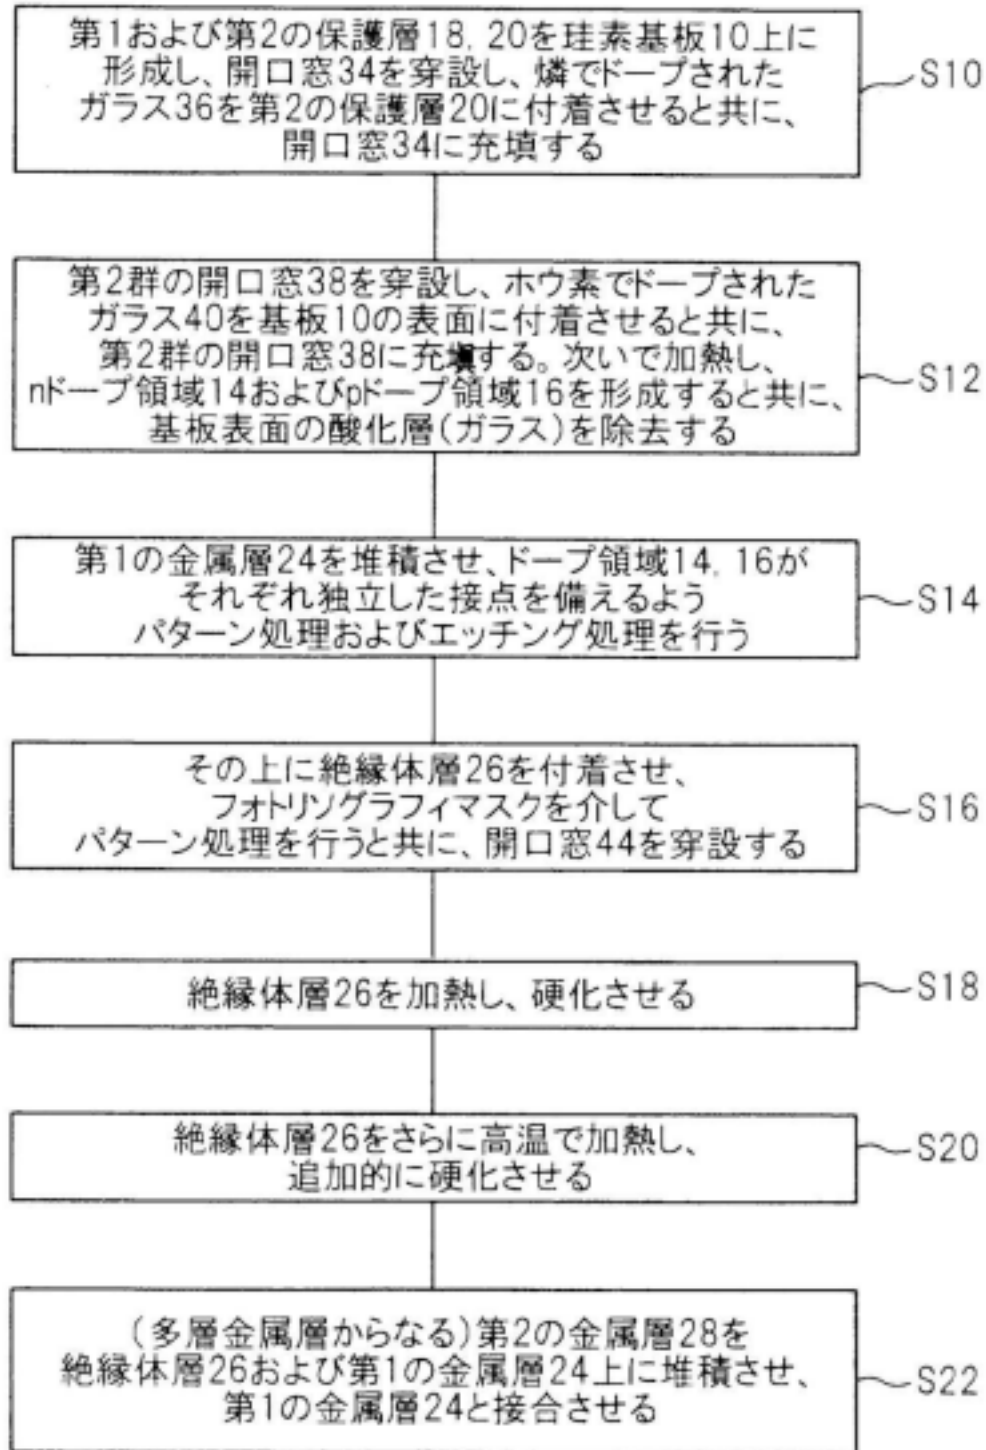 第1および第2の保護層18, 20を珪素基板10上に
形成し、開口窓34を穿設し、燐でドープされた
ガラス36を第2の保護層20に付着させると共に、
開口窓34に充填する
S10
第2群の開口窓38を穿設し、ホウ素でドープされた
ガラス40を基板10の表面に付着させると共に、
第2群の開口窓38に充填する。次いで加熱し、
nドープ領域14およびpドープ領域16を形成すると共に、
基板表面の酸化層(ガラス)を除去する
S12
第1の金属層24を堆積させ、ドープ領域14, 16が
それぞれ独立した接点を備えるよう
パターン処理およびエッチング処理を行う
S14
その上に絶縁体層26を付着させ、
フォトリングラフィマスクを介して
パターン処理を行うと共に、開口窓44を穿設する
S16
絶縁体層26を加熱し、硬化させる
S18
絶縁体層26をさらに高温で加熱し、
追加的に硬化させる
S20
(多層金属層からなる)第2の金属層28を
絶縁体層26および第1の金属層24上に堆積させ、
第1の金属層24と接合させる
S22